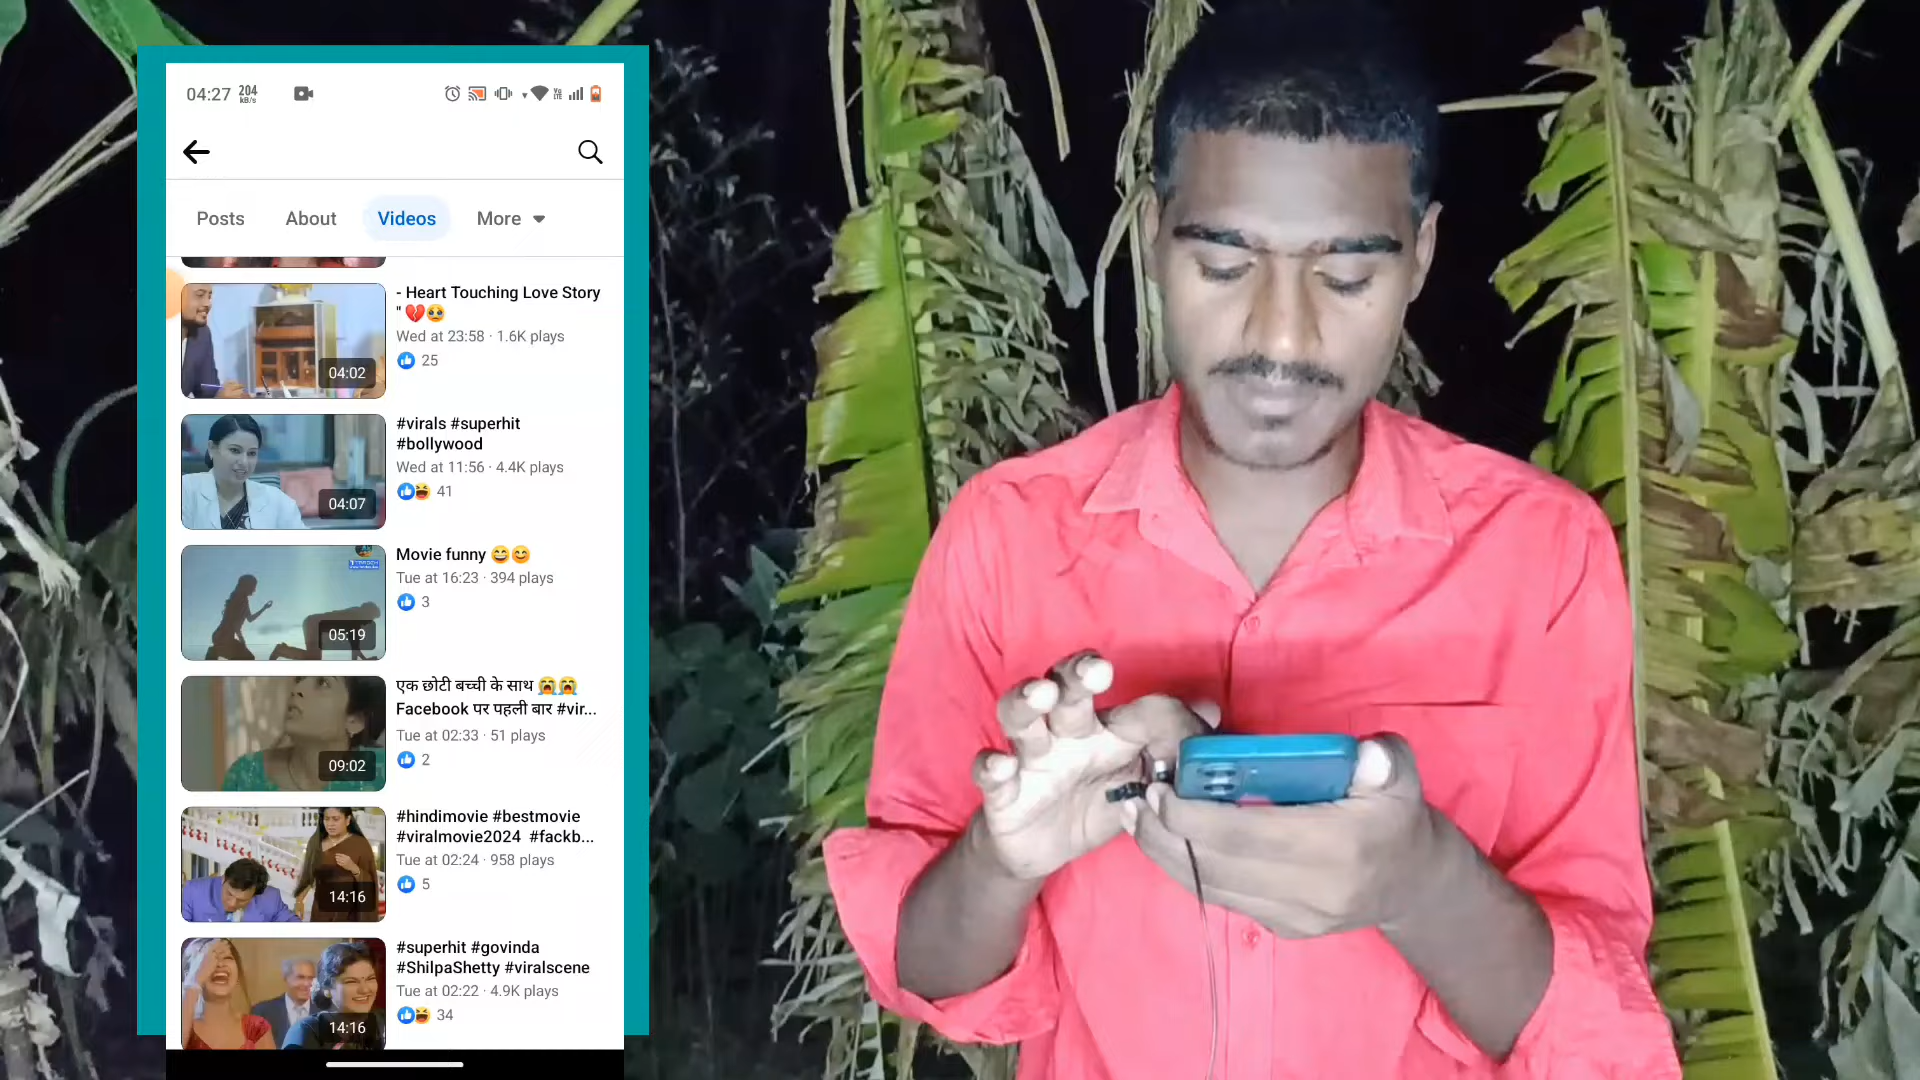 04:27 204 kB/s
Posts About Videos More
- Heart Touching Love Story
" 💔🥹
Wed at 23:58 · 1.6K plays
25
04:02
#virals #superhit
#bollywood
Wed at 11:56 · 4.4K plays
41
04:07
Movie funny 😄😊
Tue at 16:23 · 394 plays
3
05:19
एक छोटी बच्ची के साथ 😭😭
Facebook पर पहली बार #vir...
Tue at 02:33 · 51 plays
2
09:02
#hindimovie #bestmovie
#viralmovie2024 #fackb...
Tue at 02:24 · 958 plays
5
14:16
#superhit #govinda
#ShilpaShetty #viralscene
Tue at 02:22 · 4.9K plays
34
14:16